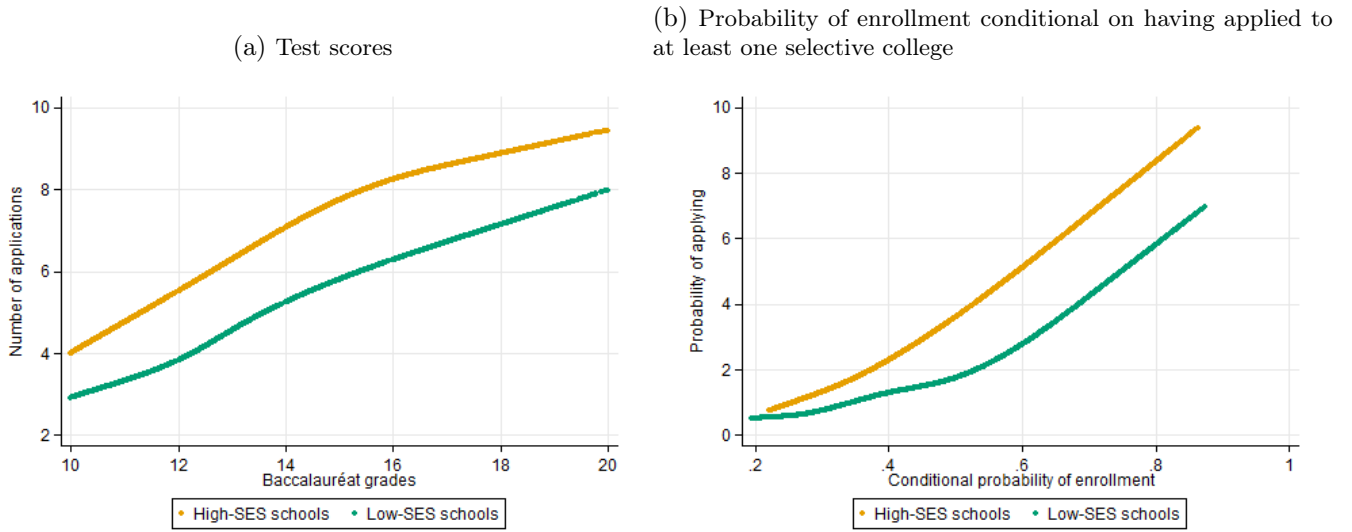 (a) Test scores
(b) Probability of enrollment conditional on having applied to
at least one selective college
10
8
6
4
2
Number of applications
10 12 14 16 18 20
Baccalauréat grades
High-SES schools Low-SES schools
10
8
6
4
2
0
Probability of applying
.2 .4 .6 .8 1
Conditional probability of enrollment
High-SES schools Low-SES schools